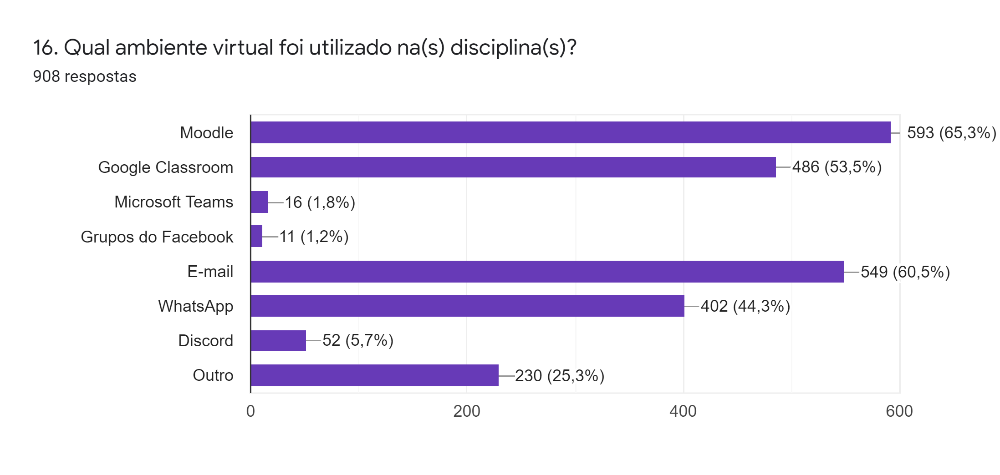 16. Qual ambiente virtual foi utilizado na(s) disciplina(s)?
908 respostas
Moodle 593 (65,3%)
Google Classroom 486 (53,5%)
Microsoft Teams 16 (1,8%)
Grupos do Facebook 11 (1,2%)
E-mail 549 (60,5%)
WhatsApp 402 (44,3%)
Discord 52 (5,7%)
Outro 230 (25,3%)
0 200 400 600